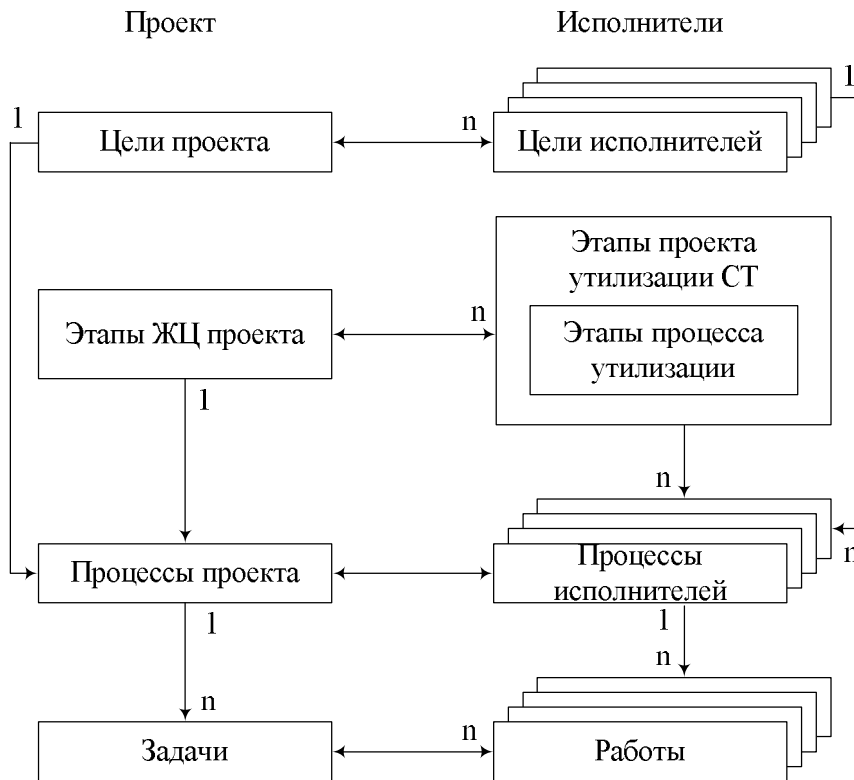 Проект
Исполнители
1
1
n
Цели проекта
Цели исполнителей
Этапы проекта
утилизации СТ
n
Этапы ЖЦ проекта
Этапы процесса
утилизации
1
n
n
Процессы проекта
Процессы
исполнителей
1
1
n
n
n
Задачи
Работы